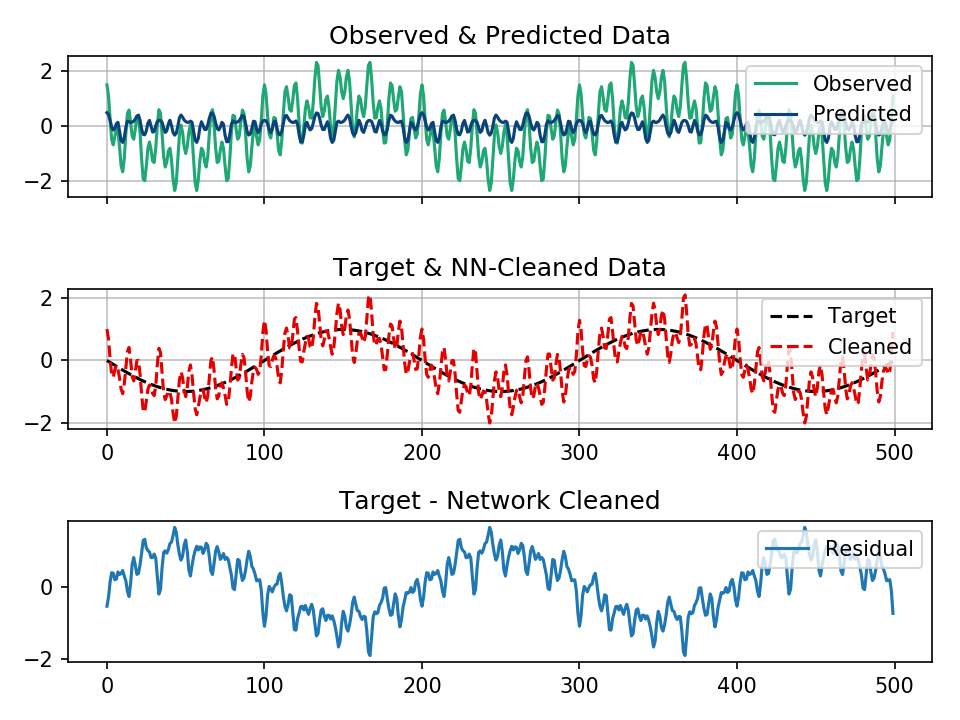 Observed & Predicted Data
2
0
−2
Observed
Predicted
Target & NN-Cleaned Data
2
0
−2
Target
Cleaned
0 100 200 300 400 500
Target - Network Cleaned
0
−2
Residual
0 100 200 300 400 500